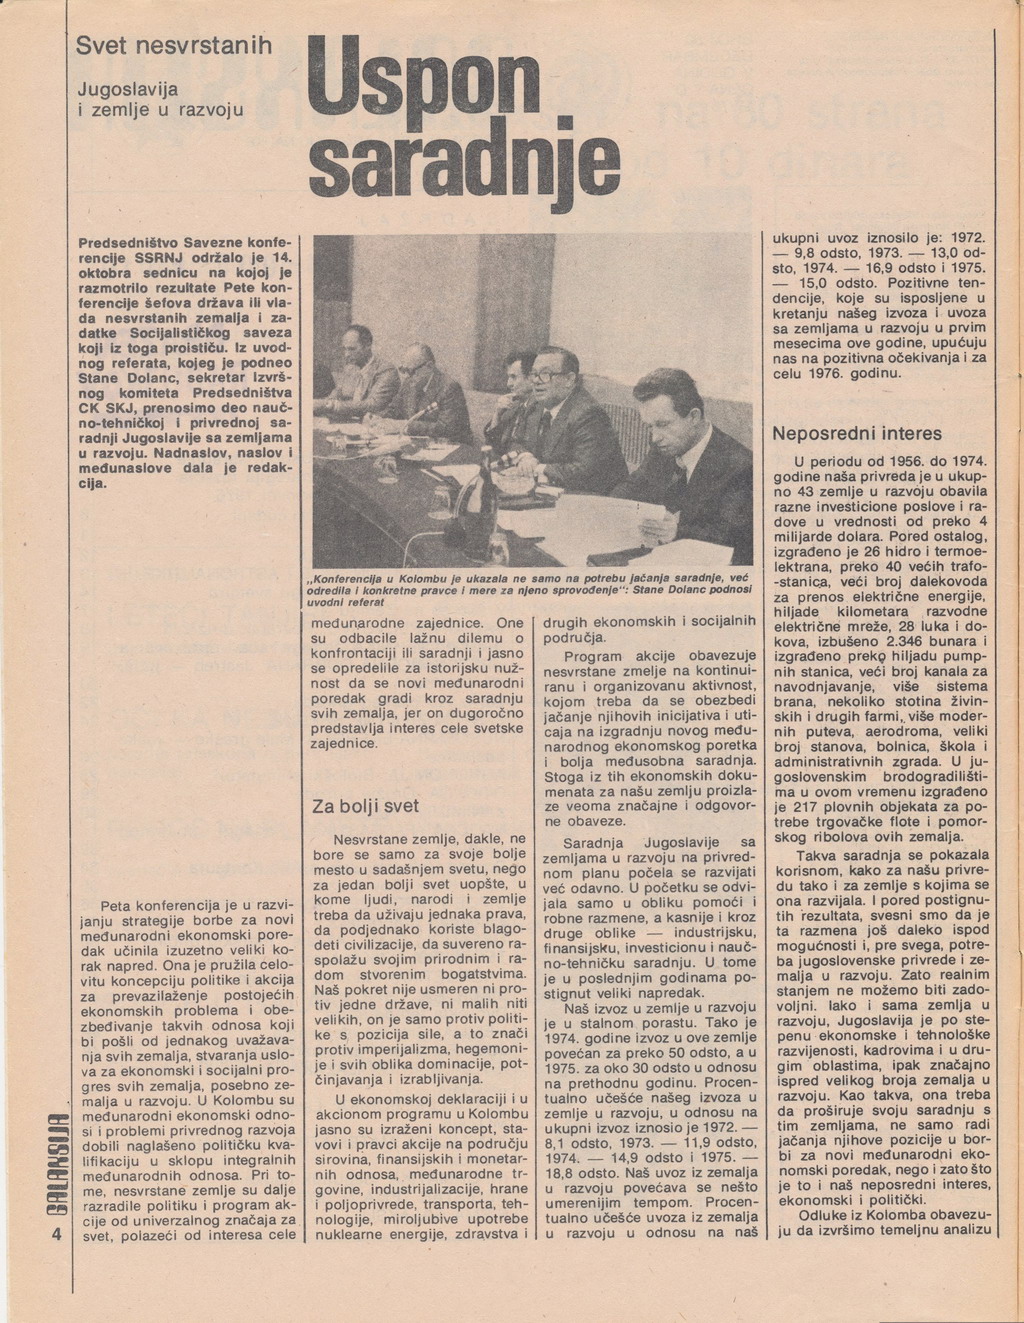 Svet nesvrstanih
Jugoslavija
i zemlje u razvoju
Uspon
saradnje
Predsedništvo Savezne konfe-
rencije SSRNJ održalo je 14.
oktobra sednicu na kojoj je
razmotrilo rezultate Pete kon-
ferencije šefova država ili vla-
da nesvrstanih zemalja i za-
datke Socijalističkog saveza
koji iz toga proističu. Iz uvod-
nog referata, kojeg je podneo
Stane Dolanc, sekretar Izvrš-
nog komiteta Predsedništva
CK SKJ, prenosimo deo nauč-
no-tehničkoj i privrednoj sa-
radnji Jugoslavije sa zemljama
u razvoju. Nadnaslov, naslov i
međunaslove dala je redak-
cija.
Peta konferencija je u razvi-
janju strategije borbe za novi
međunarodni ekonomski pore-
dak učinila izuzetno veliki ko-
rak napred. Ona je pružila celo-
vitu koncepciju politike i akcija
za prevazilaženje postojećih
ekonomskih problema i obe-
zbeđivanje takvih odnosa koji
bi pošli od jednakog uvažava-
nja svih zemalja, stvaranja uslo-
va za ekonomski i socijalni pro-
gres svih zemalja, posebno ze-
malja u razvoju. U Kolombu su
međunarodni ekonomski odno-
si i problemi privrednog razvoja
dobili naglašeno političku kva-
lifikaciju u sklopu integralnih
međunarodnih odnosa. Pri to-
me, nesvrstane zemlje su dalje
razradile politiku i program ak-
cije od univerzalnog značaja za
svet, polazeći od interesa cele
„Konferencija u Kolombu je ukazala ne samo na potrebu jačanja saradnje, već
odredila i konkretne pravce i mere za njeno sprovođenje“: Stane Dolanc podnosi
uvodni referat
međunarodne zajednice. One
su odbacile lažnu dilemu o
konfrontaciji ili saradnji i jasno
se opredelile za istorijsku nuž-
nost da se novi međunarodni
poredak gradi kroz saradnju
svih zemalja, jer on dugoročno
predstavlja interes cele svetske
zajednice.
Za bolji svet
Nesvrstane zemlje, dakle, ne
bore se samo za svoje bolje
mesto u sadašnjem svetu, nego
za jedan bolji svet uopšte, u
kome ljudi, narodi i zemlje
treba da uživaju jednaka prava,
da podjednako koriste blago-
deti civilizacije, da suvereno ra-
spolažu svojim prirodnim i ra-
dom stvorenim bogatstvima.
Naš pokret nije usmeren ni pro-
tiv jedne države, ni malih niti
velikih, on je samo protiv politi-
ke s pozicija sile, a to znači
protiv imperijalizma, hegemoni-
je i svih oblika dominacije, pot-
činjavanja i izrabljivanja.
U ekonomskoj deklaraciji i u
akcionom programu u Kolombu
jasno su izraženi koncept, sta-
vovi i pravci akcije na području
sirovina, finansijskih i monetar-
nih odnosa, međunarodne tr-
govine, industrijalizacije, hrane
i poljoprivrede, transporta, teh-
nologije, miroljubive upotrebe
nuklearne energije, zdravstva i
drugih ekonomskih i socijalnih
područja.
Program akcije obavezuje
nesvrstane zmelje na kontinui-
ranu i organizovanu aktivnost,
kojom treba da se obezbedi
jačanje njihovih inicijativa i uti-
caja na izgradnju novog među-
narodnog ekonomskog poretka
i bolja međusobna saradnja.
Stoga iz tih ekonomskih doku-
menata za našu zemlju proizla-
ze veoma značajne i odgovor-
ne obaveze.
Saradnja Jugoslavije sa
zemljama u razvoju na privred-
nom planu počela se razvijati
već odavno. U početku se odvi-
jala samo u obliku pomoći i
robne razmene, a kasnije i kroz
druge oblike — industrijsku,
finansijsku, investicionu i nauč-
no-tehničku saradnju. U tome
je u poslednjim godinama po-
stignut veliki napredak.
Naš izvoz u zemlje u razvoju
je u stalnom porastu. Tako je
1974. godine izvoz u ove zemlje
povećan za preko 50 odsto, a u
1975. za oko 30 odsto u odnosu
na prethodnu godinu. Procen-
tualno učešće našeg izvoza u
zemlje u razvoju, u odnosu na
ukupni izvoz iznosio je 1972. —
8,1 odsto, 1973. — 11,9 odsto,
1974. — 14,9 odsto i 1975. —
18,8 odsto. Naš uvoz iz zemalja
u razvoju povećava se nešto
umerenijim tempom. Procen-
tualno učešće uvoza iz zemalja
u razvoju u odnosu na naš
ukupni uvoz iznosilo je: 1972.
— 9,8 odsto, 1973. — 13,0 od-
sto, 1974. — 16,9 odsto i 1975.
— 15,0 odsto. Pozitivne ten-
dencije, koje su isposljene u
kretanju našeg izvoza i uvoza
sa zemljama u razvoju u prvim
mesecima ove godine, upućuju
nas na pozitivna očekivanja i za
celu 1976. godinu.
Neposredni interes
U periodu od 1956. do 1974.
godine naša privreda je u ukup-
no 43 zemlje u razvoju obavila
razne investicione poslove i ra-
dove u vrednosti od preko 4
milijarde dolara. Pored ostalog,
izgrađeno je 26 hidro i termoe-
lektrana, preko 40 većih trafo-
-stanica, veći broj dalekovoda
za prenos električne energije,
hiljade kilometara razvodne
električne mreže, 28 luka i do-
kova, izbušeno 2.346 bunara i
izgrađeno preko hiljadu pump-
nih stanica, veći broj kanala za
navodnjavanje, više sistema
brana, nekoliko stotina živin-
skih i drugih farmi, više moder-
nih puteva, aerodroma, veliki
broj stanova, bolnica, škola i
administrativnih zgrada. U ju-
goslovenskim brodogradilišti-
ma u ovom vremenu izgrađeno
je 217 plovnih objekata za po-
trebe trgovačke flote i pomor-
skog ribolova ovih zemalja.
Takva saradnja se pokazala
korisnom, kako za našu privre-
du tako i za zemlje s kojima se
ona razvijala. I pored postignu-
tih rezultata, svesni smo da je
ta razmena još daleko ispod
mogućnosti i, pre svega, potre-
ba jugoslovenske privrede i ze-
malja u razvoju. Zato realnim
stanjem ne možemo biti zado-
voljni. Iako i sama zemlja u
razvoju, Jugoslavija je po ste-
penu ekonomske i tehnološke
razvijenosti, kadrovima i u dru-
gim oblastima, ipak značajno
ispred velikog broja zemalja u
razvoju. Kao takva, ona treba
da proširuje svoju saradnju s
tim zemljama, ne samo radi
jačanja njihove pozicije u bor-
bi za novi međunarodni eko-
nomski poredak, nego i zato što
je to i naš neposredni interes,
ekonomski i politički.
Odluke iz Kolomba obavezu-
ju da izvršimo temeljnu analizu
GALAKSIJA
4